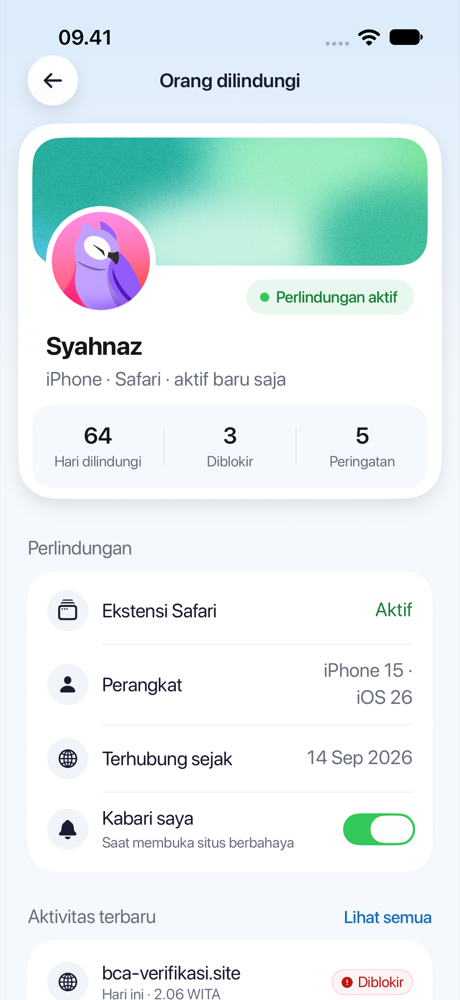 09.41
Orang dilindungi
Perlindungan aktif
Syahnaz
iPhone · Safari · aktif baru saja
64
Hari dilindungi
3
Diblokir
5
Peringatan
Perlindungan
Ekstensi Safari
Aktif
Perangkat
iPhone 15 ·
iOS 26
Terhubung sejak
14 Sep 2026
Kabari saya
Saat membuka situs berbahaya
Aktivitas terbaru
Lihat semua
bca-verifikasi.site
Hari ini · 2.06 WITA
Diblokir